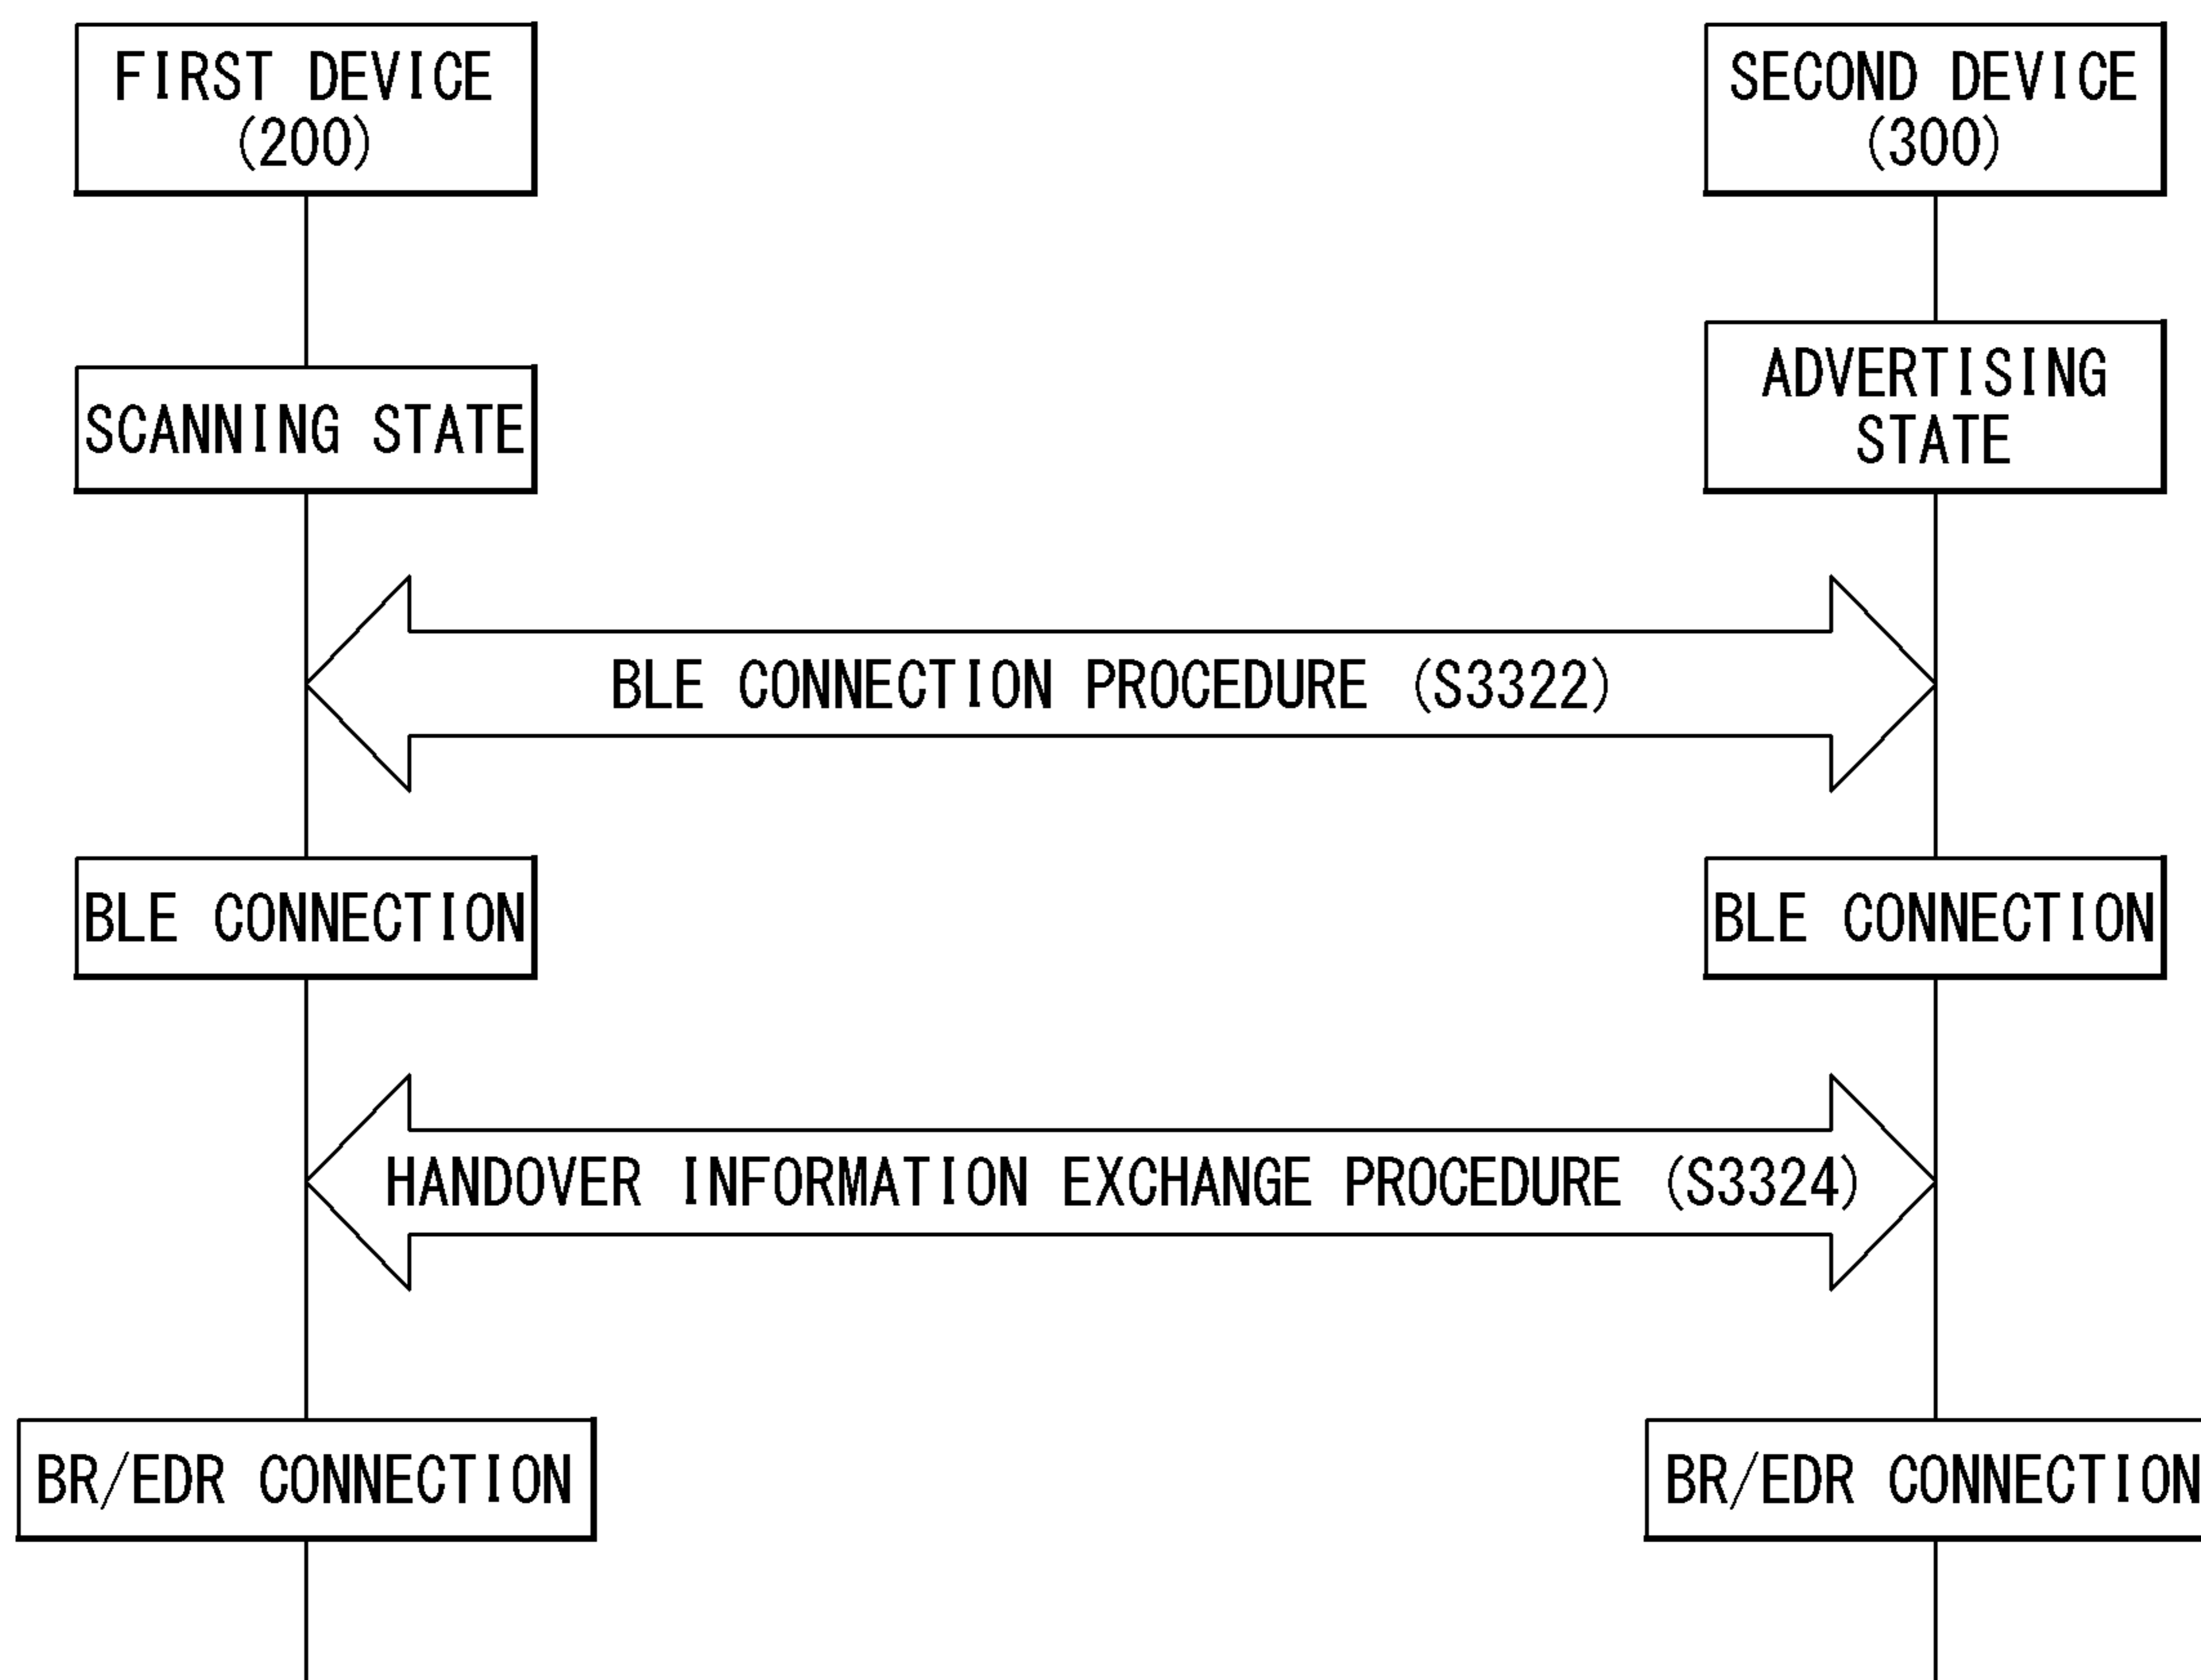 FIRST DEVICE
(200)
SECOND DEVICE
(300)
SCANNING STATE
ADVERTISING
STATE
BLE CONNECTION PROCEDURE (S3322)
BLE CONNECTION
BLE CONNECTION
HANDOVER INFORMATION EXCHANGE PROCEDURE (S3324)
BR/EDR CONNECTION
BR/EDR CONNECTION